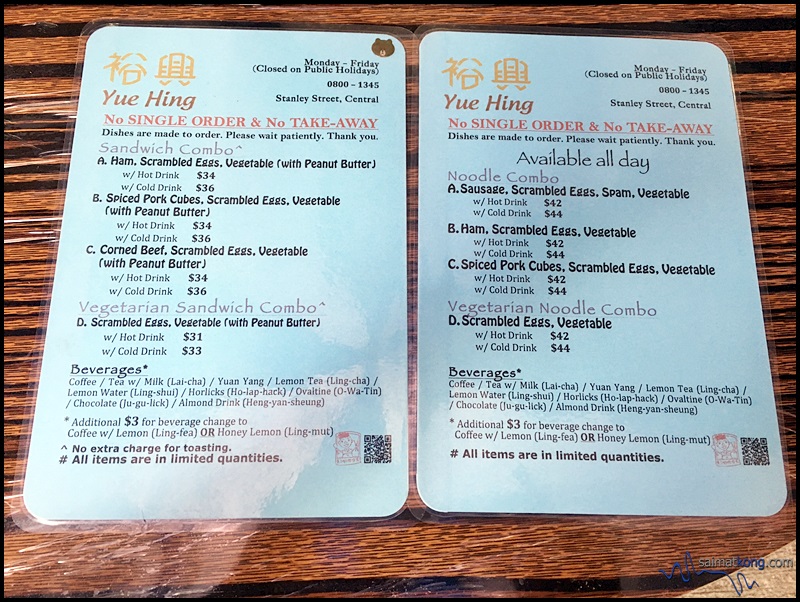 裕興
Yue Hing
Monday – Friday
(Closed on Public Holidays)
0800 – 1345
Stanley Street, Central
No SINGLE ORDER & No TAKE-AWAY
Dishes are made to order. Please wait patiently. Thank you.
Sandwich Combo^
A. Ham, Scrambled Eggs, Vegetable (with Peanut Butter)
w/ Hot Drink $34
w/ Cold Drink $36
B. Spiced Pork Cubes, Scrambled Eggs, Vegetable
(with Peanut Butter)
w/ Hot Drink $34
w/ Cold Drink $36
C. Corned Beef, Scrambled Eggs, Vegetable
(with Peanut Butter)
w/ Hot Drink $34
w/ Cold Drink $36
Vegetarian Sandwich Combo^
D. Scrambled Eggs, Vegetable (with Peanut Butter)
w/ Hot Drink $31
w/ Cold Drink $33
Beverages*
Coffee / Tea w/ Milk (Lai-cha) / Yuan Yang / Lemon Tea (Ling-cha) /
Lemon Water (Ling-shui) / Horlicks (Ho-lap-hack) / Ovaltine (O-Wa-Tin)
/ Chocolate (Ju-gu-lick) / Almond Drink (Heng-yan-sheung)
* Additional $3 for beverage change to
Coffee w/ Lemon (Ling-fea) OR Honey Lemon (Ling-mut)
^ No extra charge for toasting.
# All items are in limited quantities.
裕興
Yue Hing
Monday – Friday
(Closed on Public Holidays)
0800 – 1345
Stanley Street, Central
No SINGLE ORDER & No TAKE-AWAY
Dishes are made to order. Please wait patiently. Thank you.
Available all day
Noodle Combo
A. Sausage, Scrambled Eggs, Spam, Vegetable
w/ Hot Drink $42
w/ Cold Drink $44
B. Ham, Scrambled Eggs, Vegetable
w/ Hot Drink $42
w/ Cold Drink $44
C. Spiced Pork Cubes, Scrambled Eggs, Vegetable
w/ Hot Drink $42
w/ Cold Drink $44
Vegetarian Noodle Combo
D. Scrambled Eggs, Vegetable
w/ Hot Drink $42
w/ Cold Drink $44
Beverages*
Coffee / Tea w/ Milk (Lai-cha) / Yuan Yang / Lemon Tea (Ling-cha) /
Lemon Water (Ling-shui) / Horlicks (Ho-lap-hack) / Ovaltine (O-Wa-Tin)
/ Chocolate (Ju-gu-lick) / Almond Drink (Heng-yan-sheung)
* Additional $3 for beverage change to
Coffee w/ Lemon (Ling-fea) OR Honey Lemon (Ling-mut)
# All items are in limited quantities.
saimatkong.com